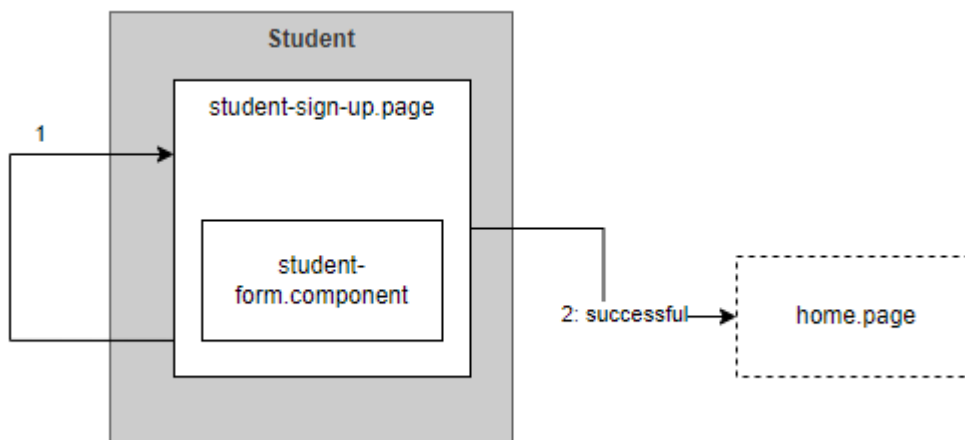 Student
student-sign-up.page
1
student-
form.component
2: successful
home.page